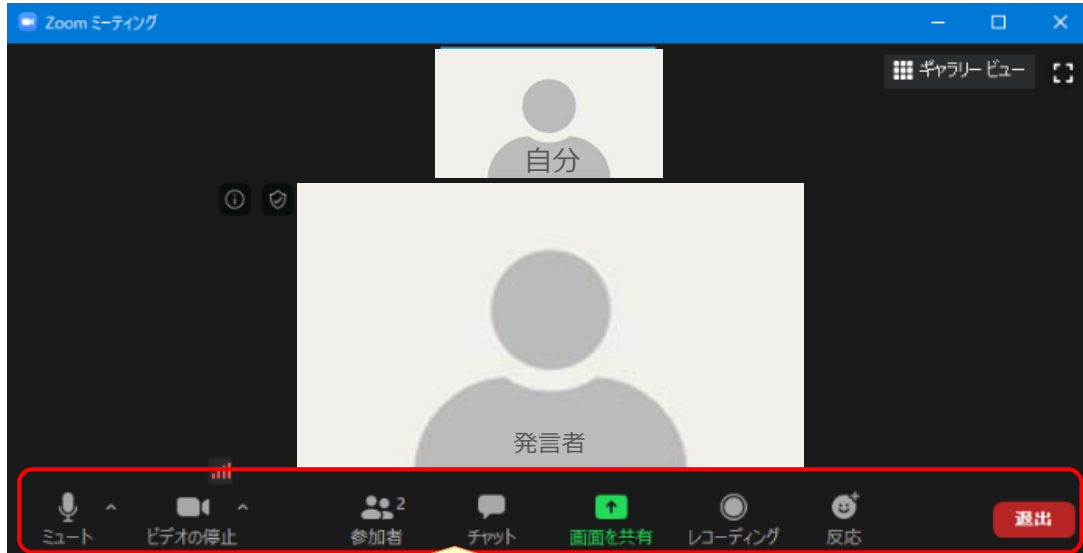 Zoom ミーティング
ギャラリー ビュー
自分
発言者
ミュート
ビデオの停止
2
参加者
チャット
画面を共有
レコーディング
反応
退出